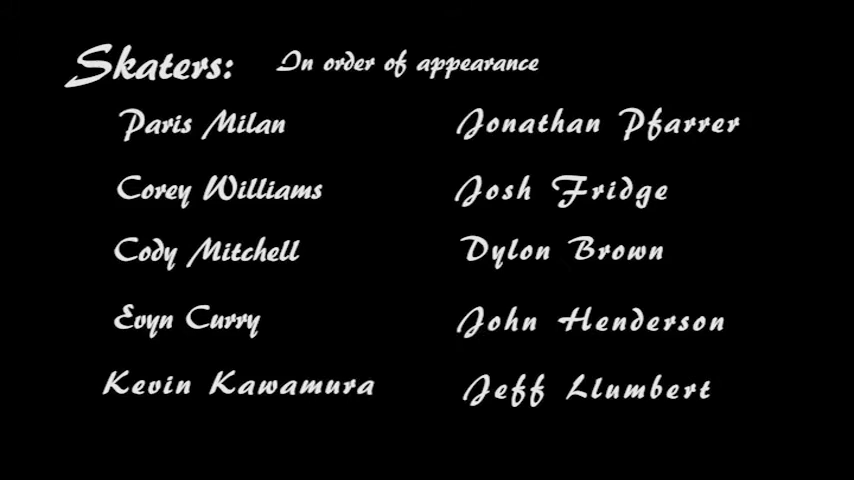 Skaters: In order of appearance
Paris Milan
Corey Williams
Cody Mitchell
Evyn Curry
Kevin Kawamura
Jonathan Pfarrer
Josh Fridge
Dylon Brown
John Henderson
Jeff Llumbert